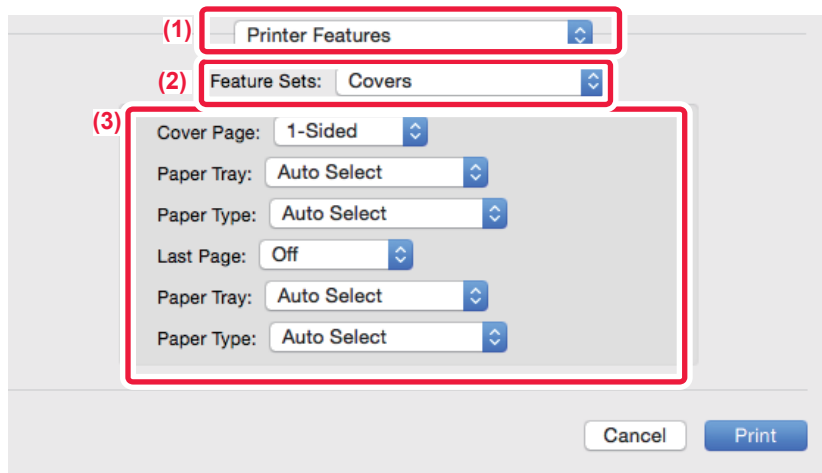 (1) Printer Features
(2) Feature Sets: Covers
(3)
Cover Page: 1-Sided
Paper Tray: Auto Select
Paper Type: Auto Select
Last Page: Off
Paper Tray: Auto Select
Paper Type: Auto Select
Cancel Print